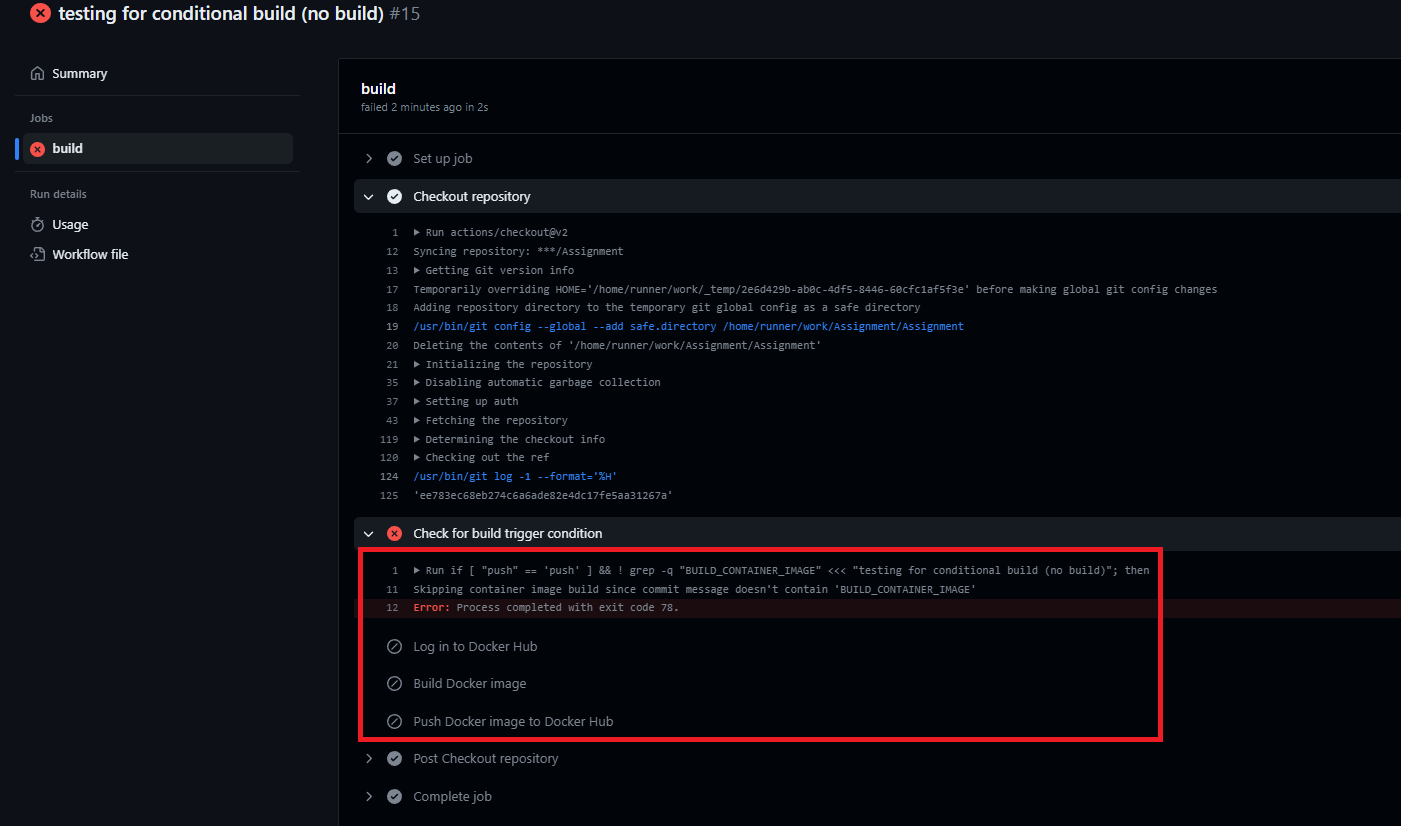 testing for conditional build (no build) #15
Summary
Jobs
build
Run details
Usage
Workflow file
build
failed 2 minutes ago in 2s
Set up job
Checkout repository
1 Run actions/checkout@v2
12 Syncing repository: ***/Assignment
13 Getting Git version info
17 Temporarily overriding HOME='/home/runner/work/_temp/2e6d429b-ab0c-4df5-8446-60cfc1af5f3e' before making global git config changes
18 Adding repository directory to the temporary git global config as a safe directory
19 /usr/bin/git config --global --add safe.directory /home/runner/work/Assignment/Assignment
20 Deleting the contents of '/home/runner/work/Assignment/Assignment'
21 Initializing the repository
35 Disabling automatic garbage collection
37 Setting up auth
43 Fetching the repository
119 Determining the checkout info
120 Checking out the ref
124 /usr/bin/git log -1 --format='%H'
125 'ee783ec68eb274c6a6ade82e4dc17fe5aa31267a'
Check for build trigger condition
1 Run if [ "push" == 'push' ] && ! grep -q "BUILD_CONTAINER_IMAGE" <<< "testing for conditional build (no build)"; then
11 Skipping container image build since commit message doesn't contain 'BUILD_CONTAINER_IMAGE'
12 Error: Process completed with exit code 78.
Log in to Docker Hub
Build Docker image
Push Docker image to Docker Hub
Post Checkout repository
Complete job